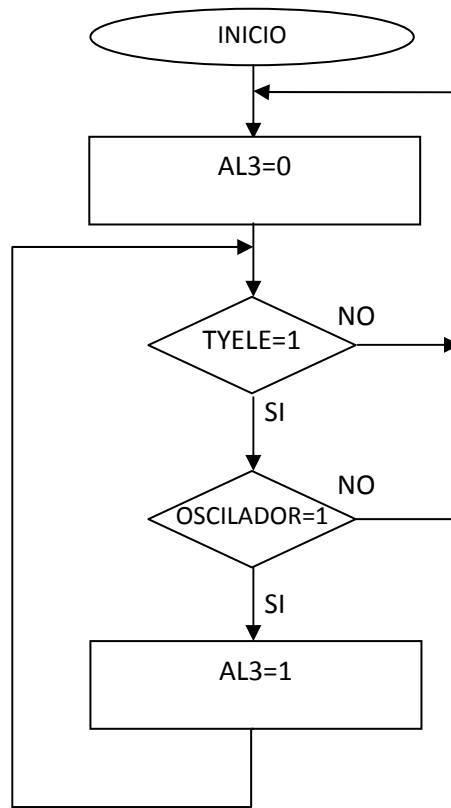 INICIO
AL3=0
TYELE=1
NO
SI
OSCILADOR=1
NO
SI
AL3=1